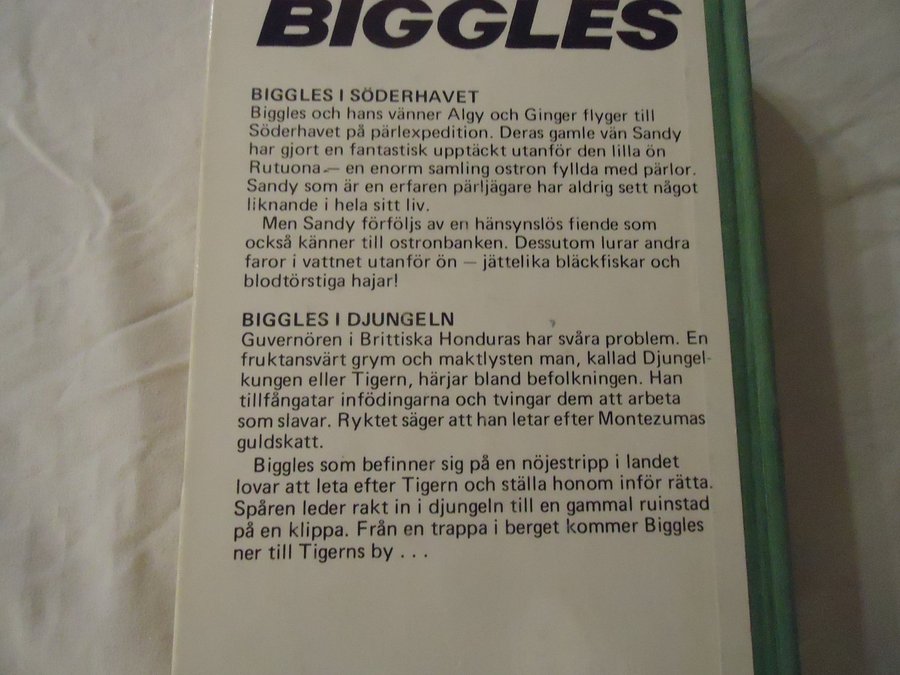 BIGGLES
BIGGLES I SÖDERHAVET
Biggles och hans vänner Algy och Ginger flyger till
Söderhavet på pärlexpedition. Deras gamle vän Sandy
har gjort en fantastisk upptäckt utanför den lilla ön
Rutuona — en enorm samling ostron fyllda med pärlor.
Sandy som är en erfaren pärljägare har aldrig sett något
liknande i hela sitt liv.
Men Sandy förföljs av en hänsynslös fiende som
också känner till ostronbanken. Dessutom lurar andra
faror i vattnet utanför ön — jättelika bläckfiskar och
blodtörstiga hajar!
BIGGLES I DJUNGELN
Guvernören i Brittiska Honduras har svåra problem. En
fruktansvärt grym och maktlysten man, kallad Djungel-
kungen eller Tigern, härjar bland befolkningen. Han
tillfångatar infödingarna och tvingar dem att arbeta
som slavar. Ryktet säger att han letar efter Montezumas
guldskatt.
Biggles som befinner sig på en nöjestripp i landet
lovar att leta efter Tigern och ställa honom inför rätta.
Spåren leder rakt in i djungeln till en gammal ruinstad
på en klippa. Från en trappa i berget kommer Biggles
ner till Tigerns by . . .